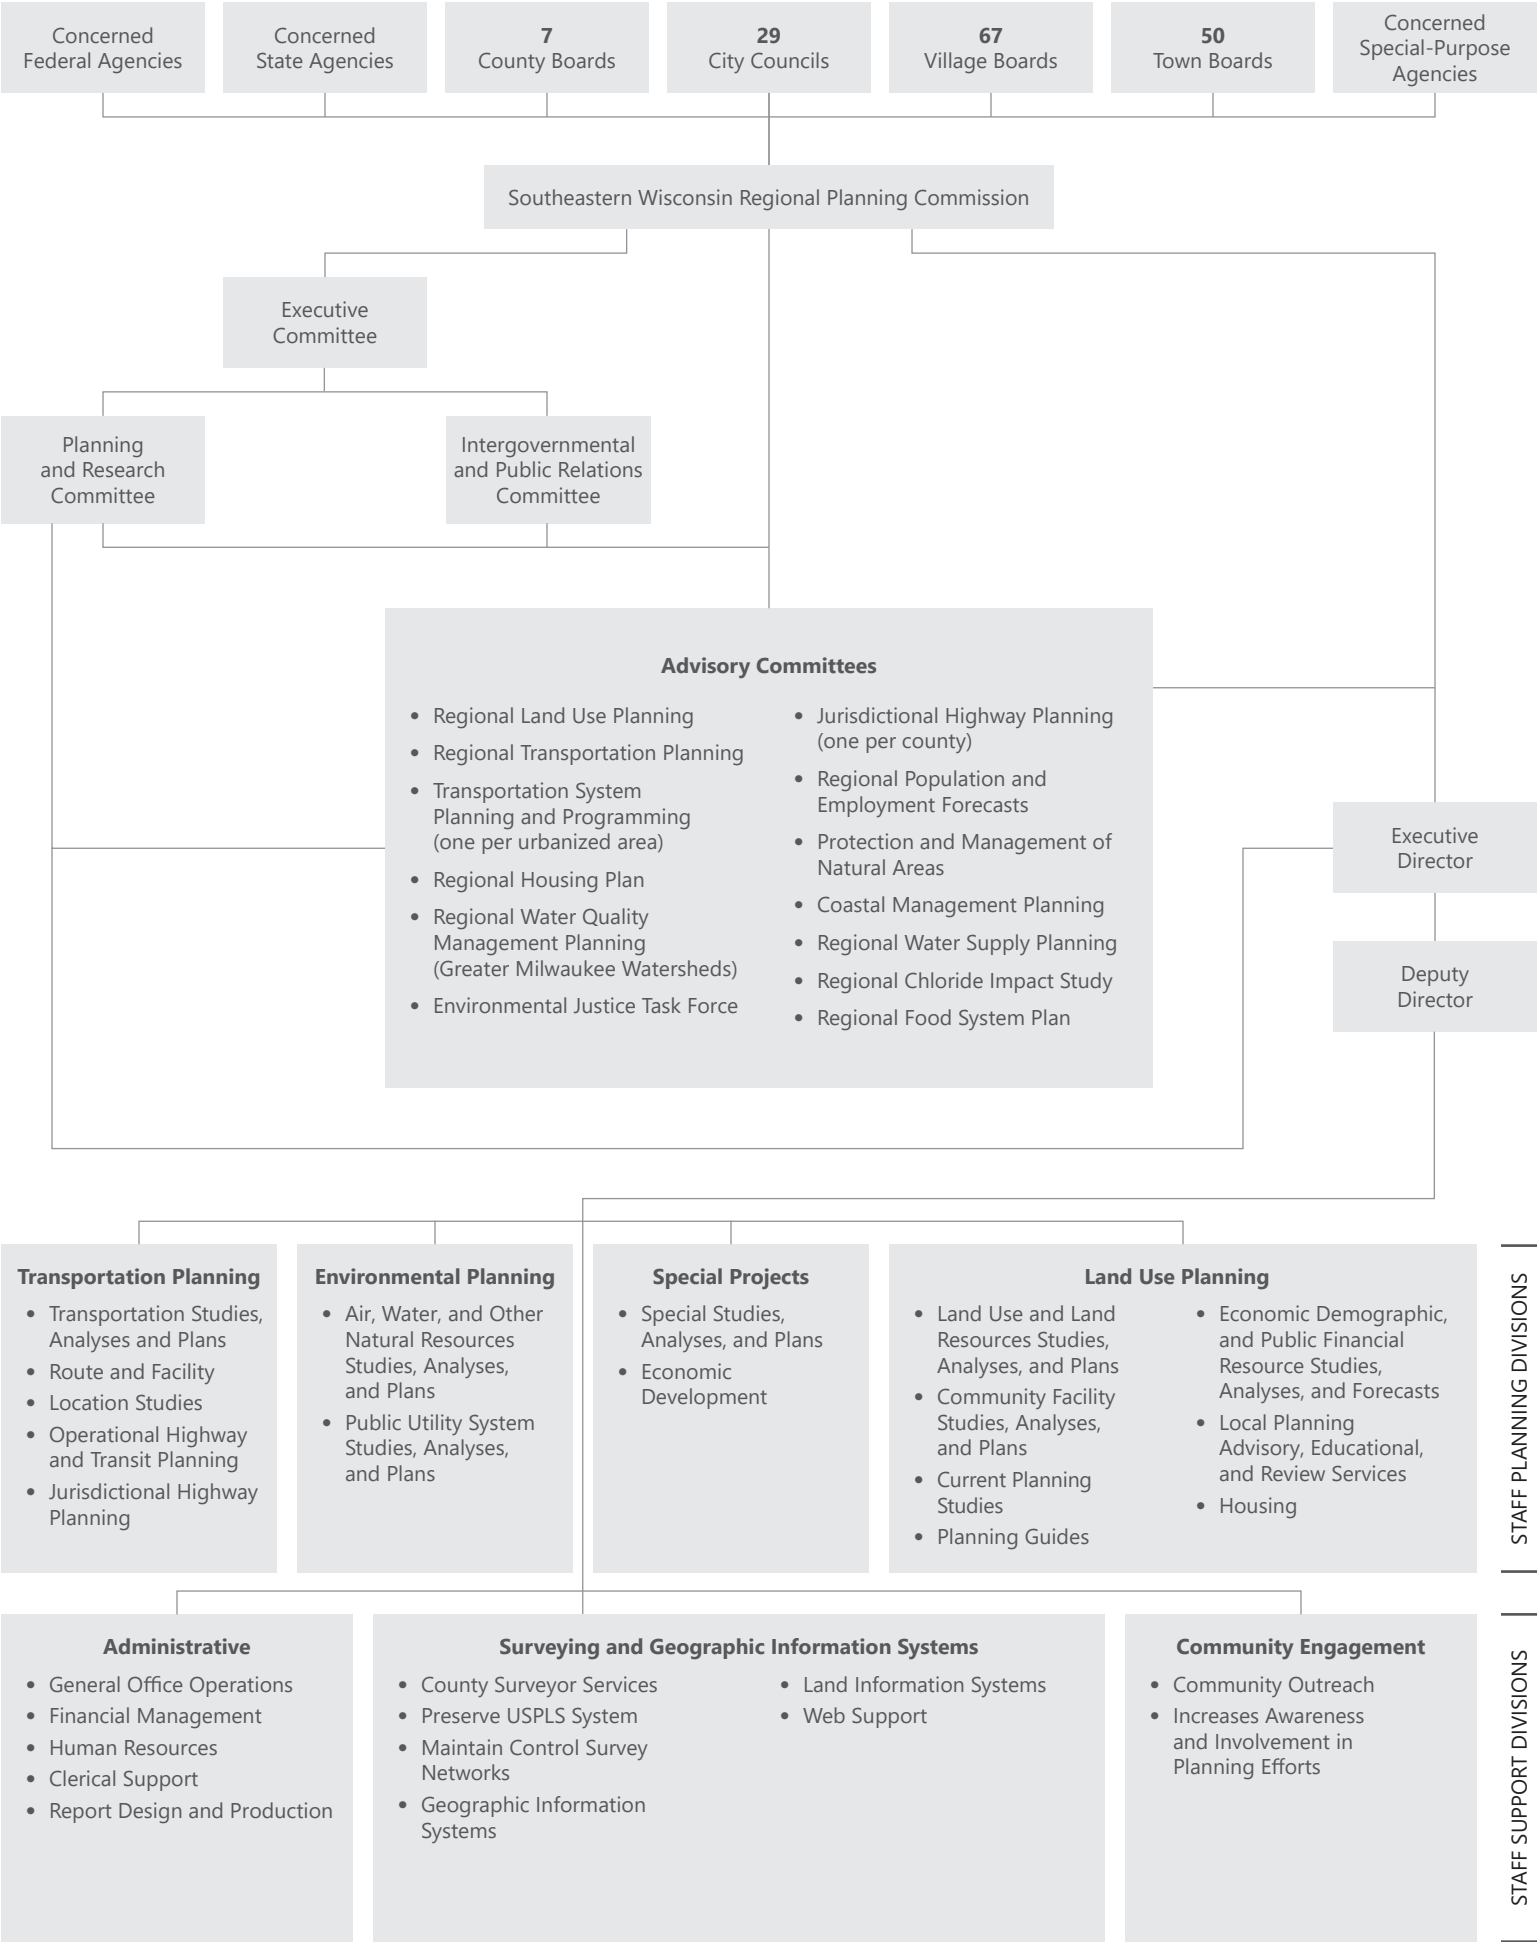 Concerned
Federal Agencies
Concerned
State Agencies
7
County Boards
29
City Councils
67
Village Boards
50
Town Boards
Concerned
Special-Purpose
Agencies
Southeastern Wisconsin Regional Planning Commission
Executive
Committee
Planning
and Research
Committee
Intergovernmental
and Public Relations
Committee
Advisory Committees
• Regional Land Use Planning
• Regional Transportation Planning
• Transportation System
Planning and Programming
(one per urbanized area)
• Regional Housing Plan
• Regional Water Quality
Management Planning
(Greater Milwaukee Watersheds)
• Environmental Justice Task Force
• Jurisdictional Highway Planning
(one per county)
• Regional Population and
Employment Forecasts
• Protection and Management of
Natural Areas
• Coastal Management Planning
• Regional Water Supply Planning
• Regional Chloride Impact Study
• Regional Food System Plan
Executive
Director
Deputy
Director
Transportation Planning
• Transportation Studies,
Analyses and Plans
• Route and Facility
• Location Studies
• Operational Highway
and Transit Planning
• Jurisdictional Highway
Planning
Environmental Planning
• Air, Water, and Other
Natural Resources
Studies, Analyses,
and Plans
• Public Utility System
Studies, Analyses,
and Plans
Special Projects
• Special Studies,
Analyses, and Plans
• Economic
Development
Land Use Planning
• Land Use and Land
Resources Studies,
Analyses, and Plans
• Community Facility
Studies, Analyses,
and Plans
• Current Planning
Studies
• Planning Guides
• Economic Demographic,
and Public Financial
Resource Studies,
Analyses, and Forecasts
• Local Planning
Advisory, Educational,
and Review Services
• Housing
STAFF PLANNING DIVISIONS
Administrative
• General Office Operations
• Financial Management
• Human Resources
• Clerical Support
• Report Design and Production
Surveying and Geographic Information Systems
• County Surveyor Services
• Preserve USPLS System
• Maintain Control Survey
Networks
• Geographic Information
Systems
• Land Information Systems
• Web Support
Community Engagement
• Community Outreach
• Increases Awareness
and Involvement in
Planning Efforts
STAFF SUPPORT DIVISIONS